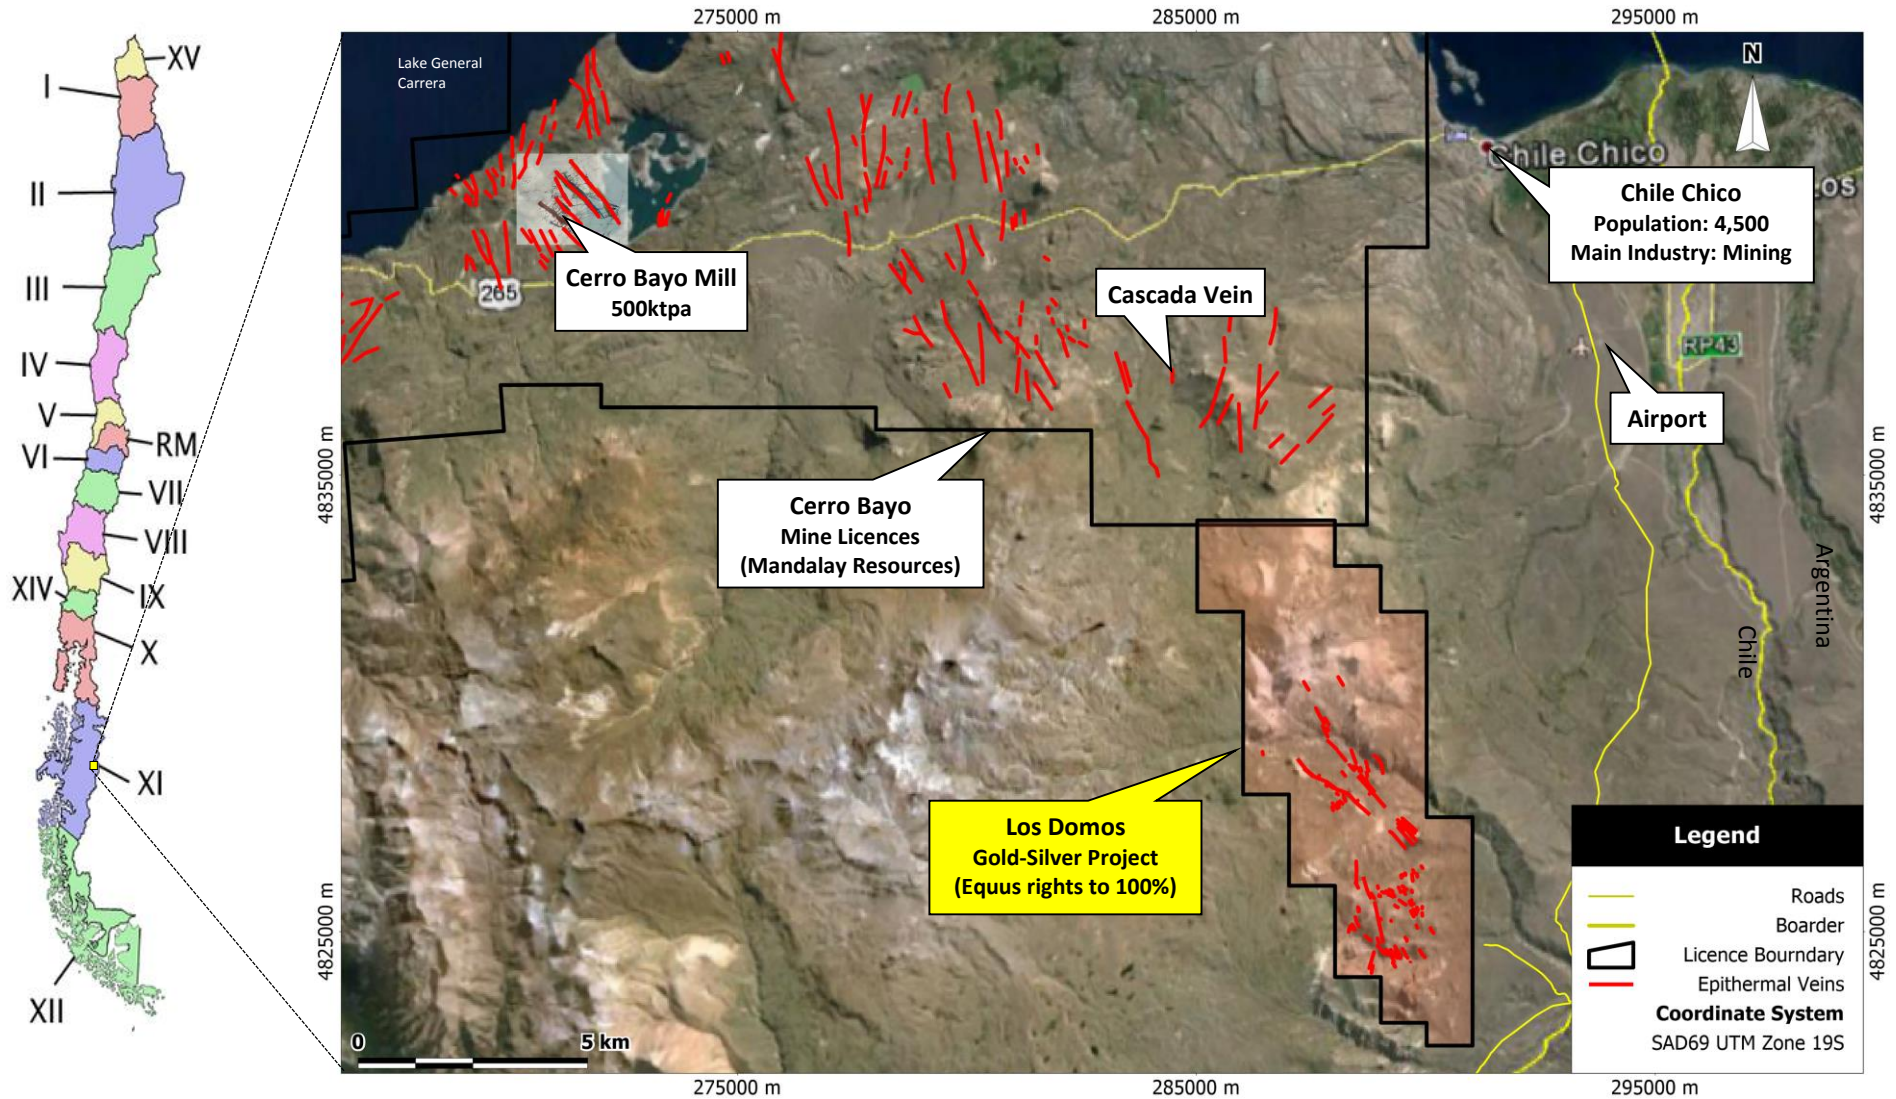 275000 m
285000 m
295000 m
XV
I
II
III
IV
V
RM
VI
VII
VIII
IX
XIV
X
XI
XII
Lake General
Carrera
N
Chile Chico
OS
Chile Chico
Population: 4,500
Main Industry: Mining
Cerro Bayo Mill
500ktpa
265
Cascada Vein
RP43
Airport
4835000 m
4835000 m
Cerro Bayo
Mine Licences
(Mandalay Resources)
Argentina
Chile
Los Domos
Gold-Silver Project
(Equus rights to 100%)
4825000 m
4825000 m
Legend
Roads
Boarder
Licence Bourndary
Epithermal Veins
Coordinate System
SAD69 UTM Zone 19S
0 5 km
275000 m
285000 m
295000 m